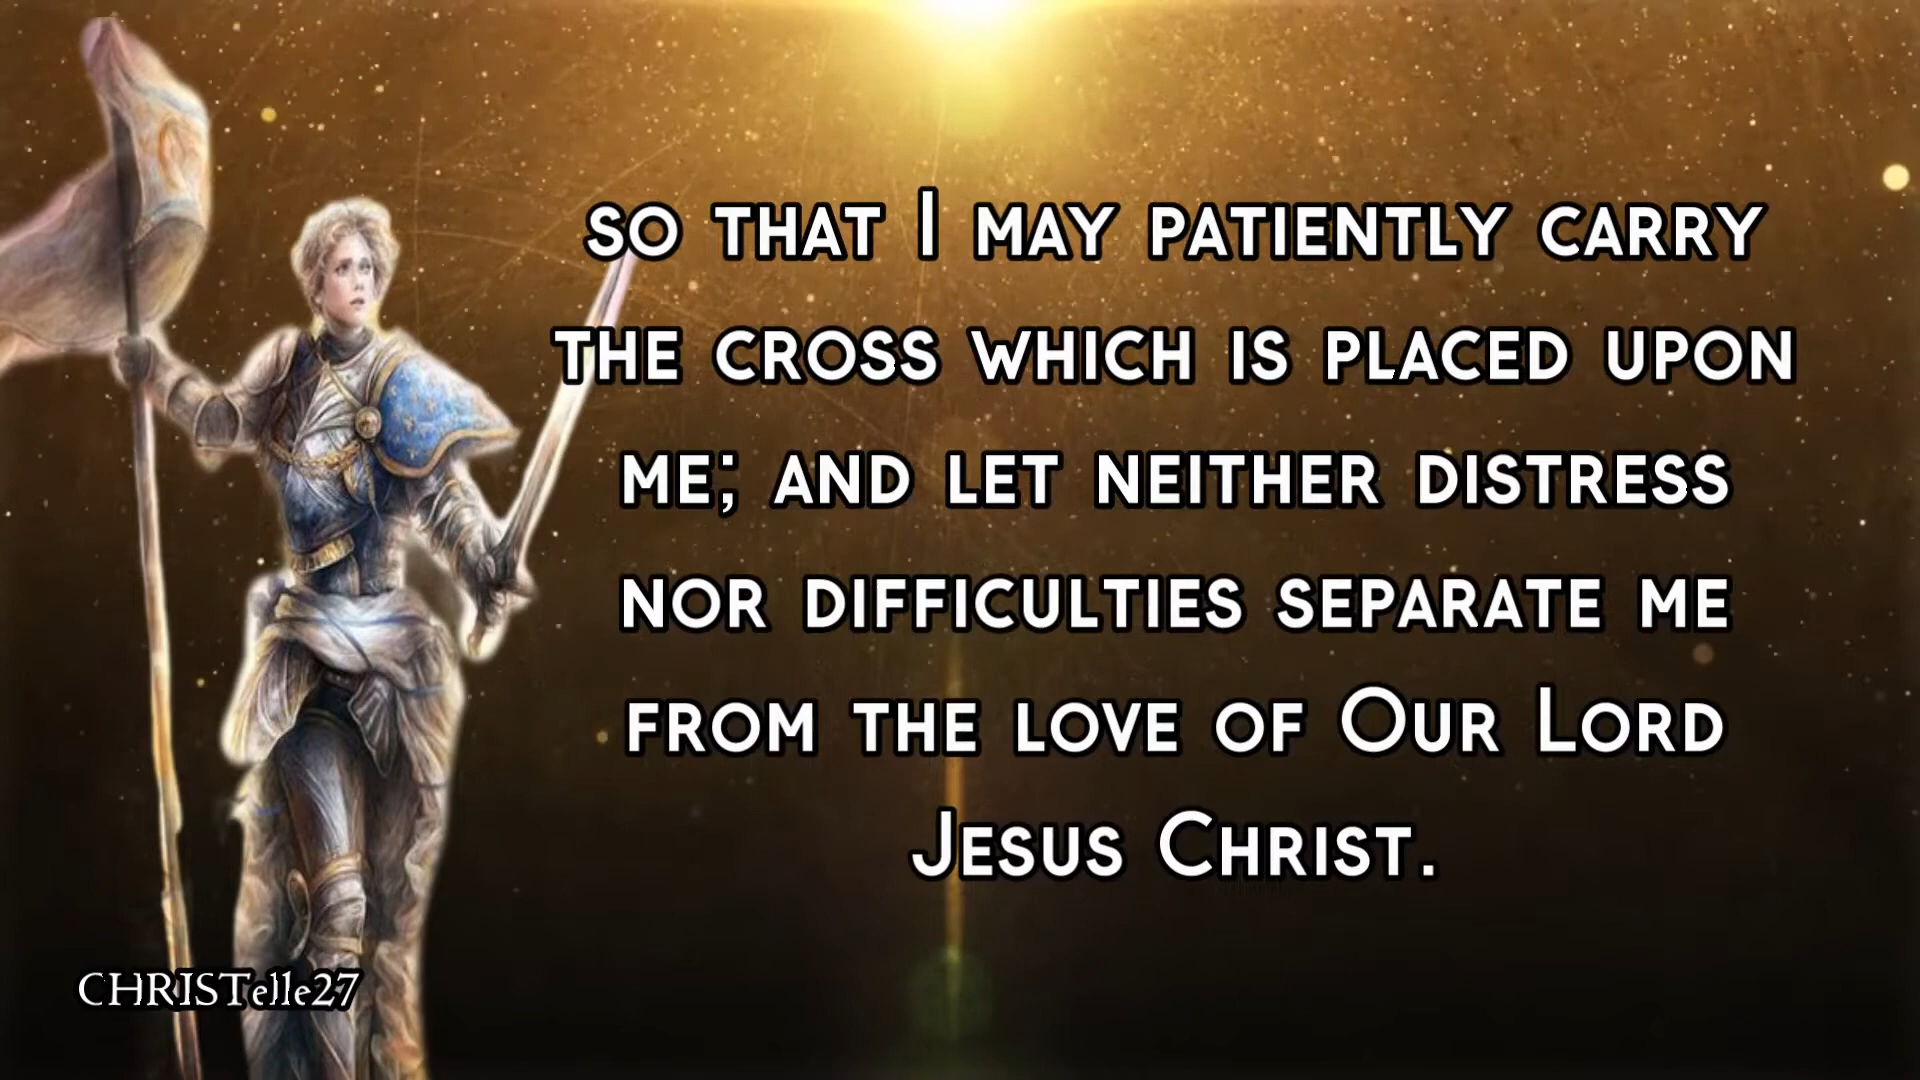 so that I may patiently carry
the cross which is placed upon
me; and let neither distress
nor difficulties separate me
from the love of Our Lord
Jesus Christ.
CHRISTelle27